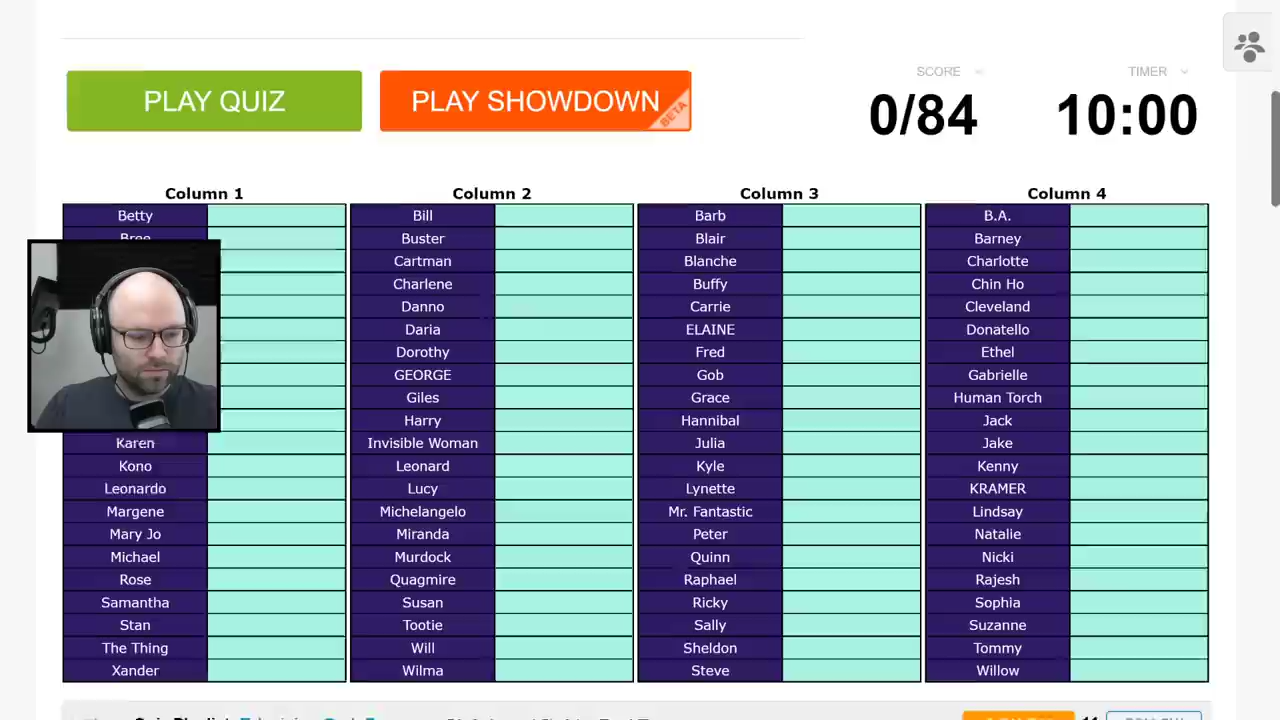 PLAY QUIZ
PLAY SHOWDOWN
BETA
SCORE
0/84
TIMER
10:00
Column 1 Column 2 Column 3 Column 4
Betty Bill Barb B.A.
Bree Buster Blair Barney
Cartman Blanche Charlotte
Charlene Buffy Chin Ho
Danno Carrie Cleveland
Daria ELAINE Donatello
Dorothy Fred Ethel
GEORGE Gob Gabrielle
Giles Grace Human Torch
Harry Hannibal Jack
Karen Invisible Woman Julia Jake
Kono Leonard Kyle Kenny
Leonardo Lucy Lynette KRAMER
Margene Michelangelo Mr. Fantastic Lindsay
Mary Jo Miranda Peter Natalie
Michael Murdock Quinn Nicki
Rose Quagmire Raphael Rajesh
Samantha Susan Ricky Sophia
Stan Tootie Sally Suzanne
The Thing Will Sheldon Tommy
Xander Wilma Steve Willow